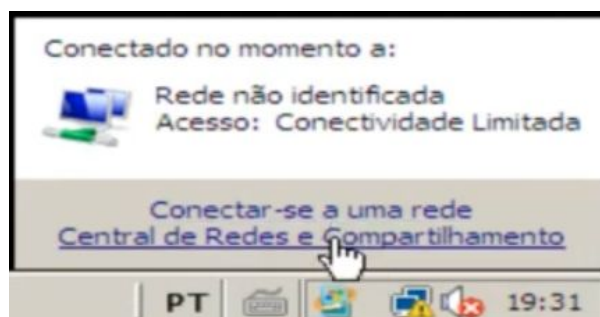 Conectado no momento a:
Rede não identificada
Acesso: Conectividade Limitada
Conectar-se a uma rede
Central de Redes e Compartilhamento
PT 19:31